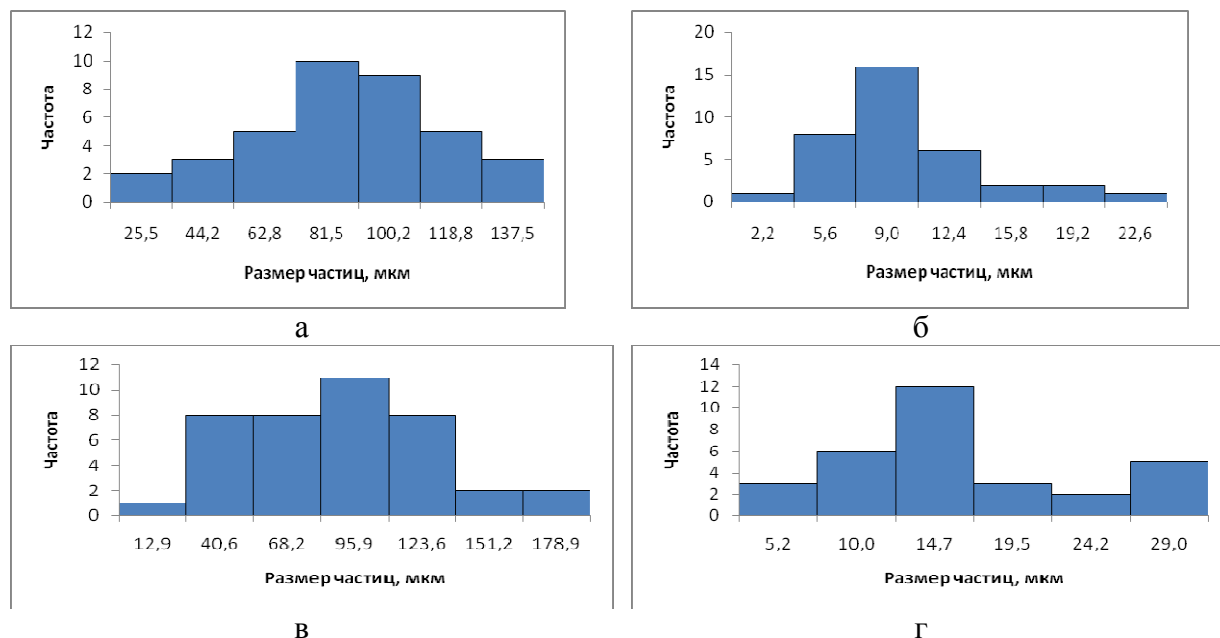 12
10
8
6
4
2
0
Частота
25,5 44,2 62,8 81,5 100,2 118,8 137,5
Размер частиц, мкм
а
20
15
10
5
0
Частота
2,2 5,6 9,0 12,4 15,8 19,2 22,6
Размер частиц, мкм
б
12
10
8
6
4
2
0
Частота
12,9 40,6 68,2 95,9 123,6 151,2 178,9
Размер частиц, мкм
в
14
12
10
8
6
4
2
0
Частота
5,2 10,0 14,7 19,5 24,2 29,0
Размер частиц, мкм
г